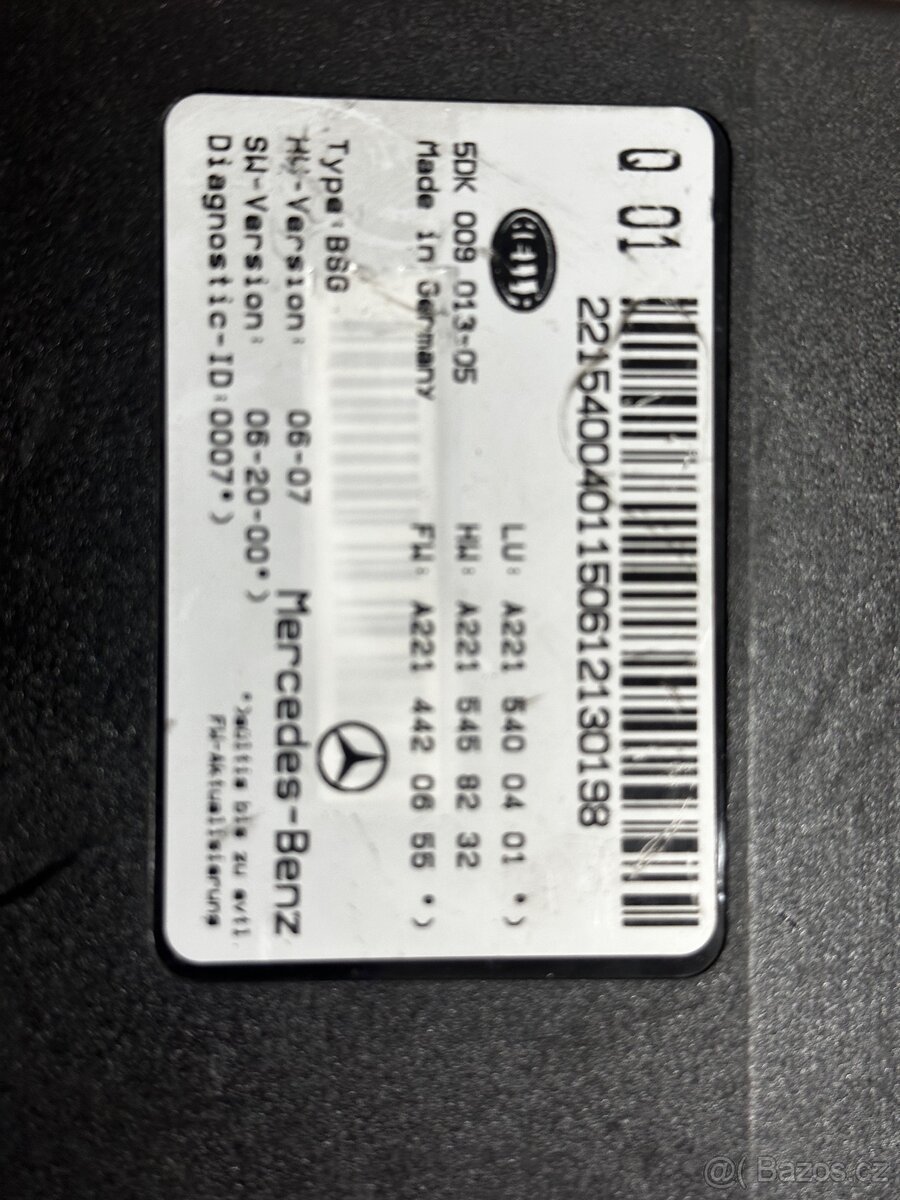 Q 01
2215400401150612130198
HELLA
5DK 009 013-05
Made in Germany
LU: A221 540 04 01 *)
HW: A221 545 82 32
FW: A221 442 06 55 *)
Type: BSG
HW-Version: 06-07
SW-Version: 06-20-00*)
Diagnostic-ID:0007*)
Mercedes-Benz
*)Gültig bis zu evtl.
FW-Aktualisierung
@( Bazos.cz